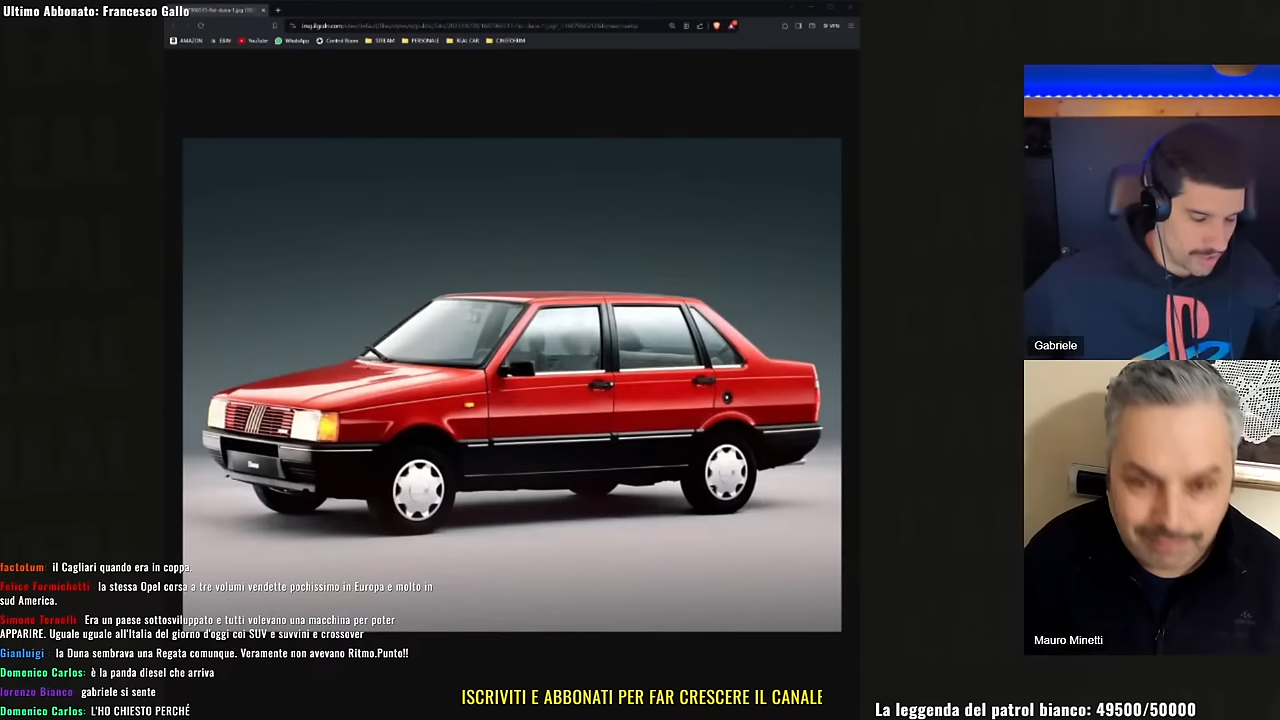 Ultimo Abbonato: Francesco Gallo
AMAZON EBAY YouTube WhatsApp Control Room STREAM PERSONALE REAL CAR
VPN
Gabriele
Mauro Minetti
factotum: il Cagliari quando era in coppa.
Felice Formichetti la stessa Opel corsa a tre volumi vendette pochissimo in Europa e molto in
sud America.
Simone Ternelli Era un paese sottosviluppato e tutti volevano una macchina per poter
APPARIRE. Uguale uguale all'Italia del giorno d'oggi coi SUV e suvvini e crossover
Gianluigi : la Duna sembrava una Regata comunque. Veramente non avevano Ritmo.Punto!!
Domenico Carlos: è la panda diesel che arriva
lorenzo Bianco gabriele si sente
Domenico Carlos: L'HO CHIESTO PERCHÉ
ISCRIVITI E ABBONATI PER FAR CRESCERE IL CANALE
La leggenda del patrol bianco: 49500/50000